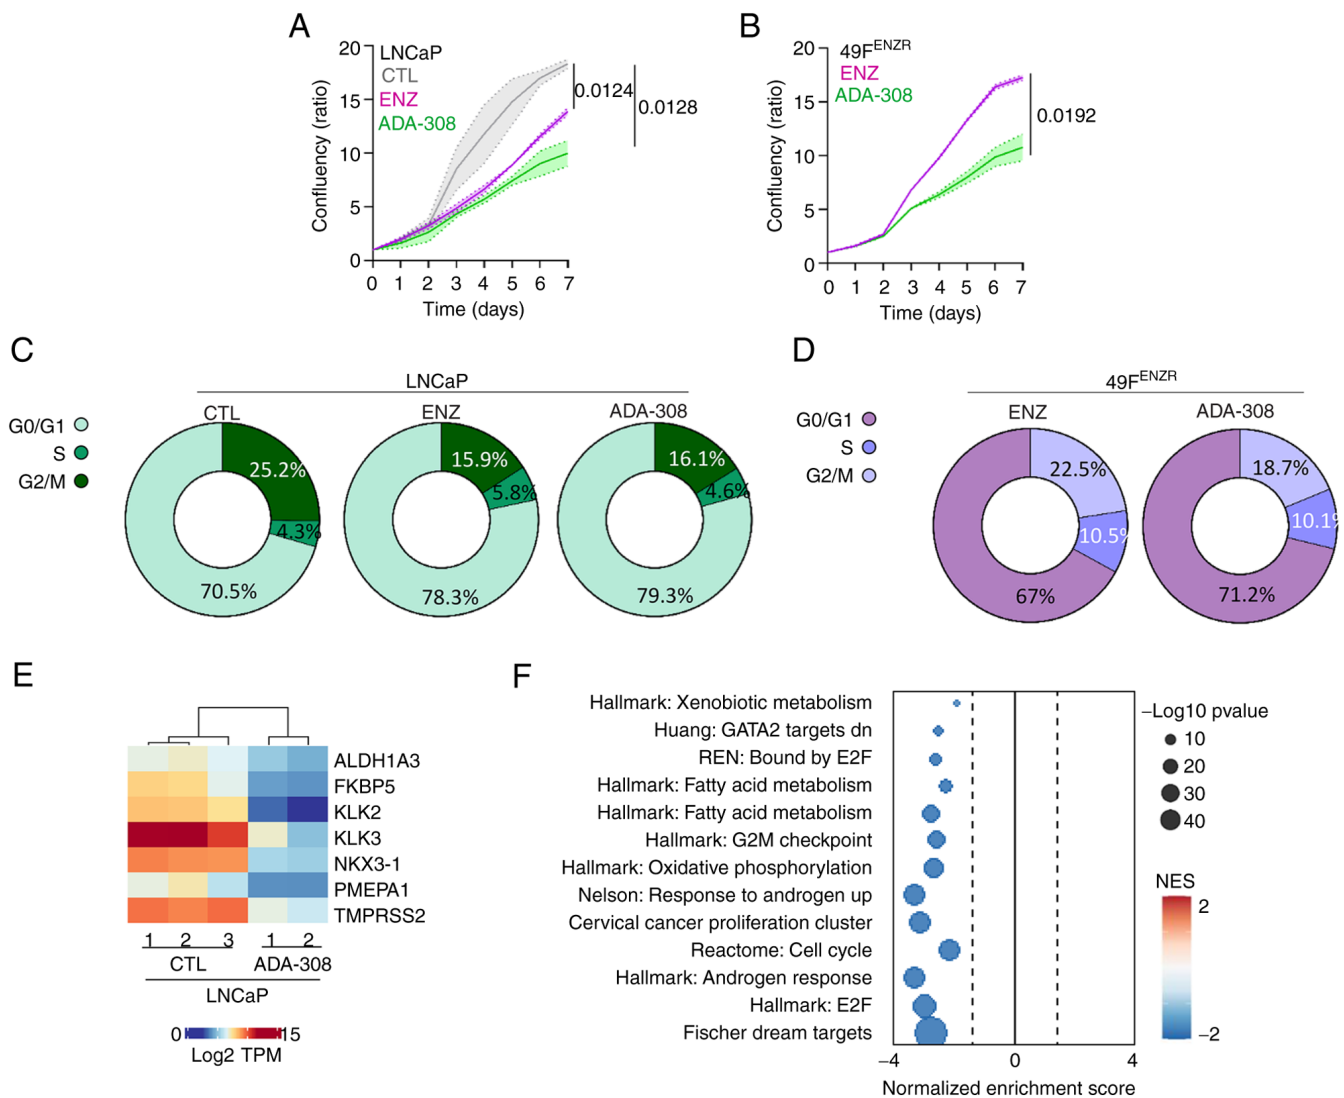 A
LNCaP
CTL
ENZ
ADA-308
0.0124
0.0128
Confluency (ratio)
20
15
10
5
0
0 1 2 3 4 5 6 7
Time (days)
B
49F^ENZR
ENZ
ADA-308
0.0192
Confluency (ratio)
20
15
10
5
0
0 1 2 3 4 5 6 7
Time (days)
C
LNCaP
G0/G1
S
G2/M
CTL
25.2%
4.3%
70.5%
ENZ
15.9%
5.8%
78.3%
ADA-308
16.1%
4.6%
79.3%
D
49F^ENZR
G0/G1
S
G2/M
ENZ
22.5%
10.5%
67%
ADA-308
18.7%
10.1%
71.2%
E
ALDH1A3
FKBP5
KLK2
KLK3
NKX3-1
PMEPA1
TMPRSS2
1 2 3 1 2
CTL ADA-308
LNCaP
0 15
Log2 TPM
F
Hallmark: Xenobiotic metabolism
Huang: GATA2 targets dn
REN: Bound by E2F
Hallmark: Fatty acid metabolism
Hallmark: Fatty acid metabolism
Hallmark: G2M checkpoint
Hallmark: Oxidative phosphorylation
Nelson: Response to androgen up
Cervical cancer proliferation cluster
Reactome: Cell cycle
Hallmark: Androgen response
Hallmark: E2F
Fischer dream targets
−4 0 4
Normalized enrichment score
−Log10 pvalue
10
20
30
40
NES
2
−2